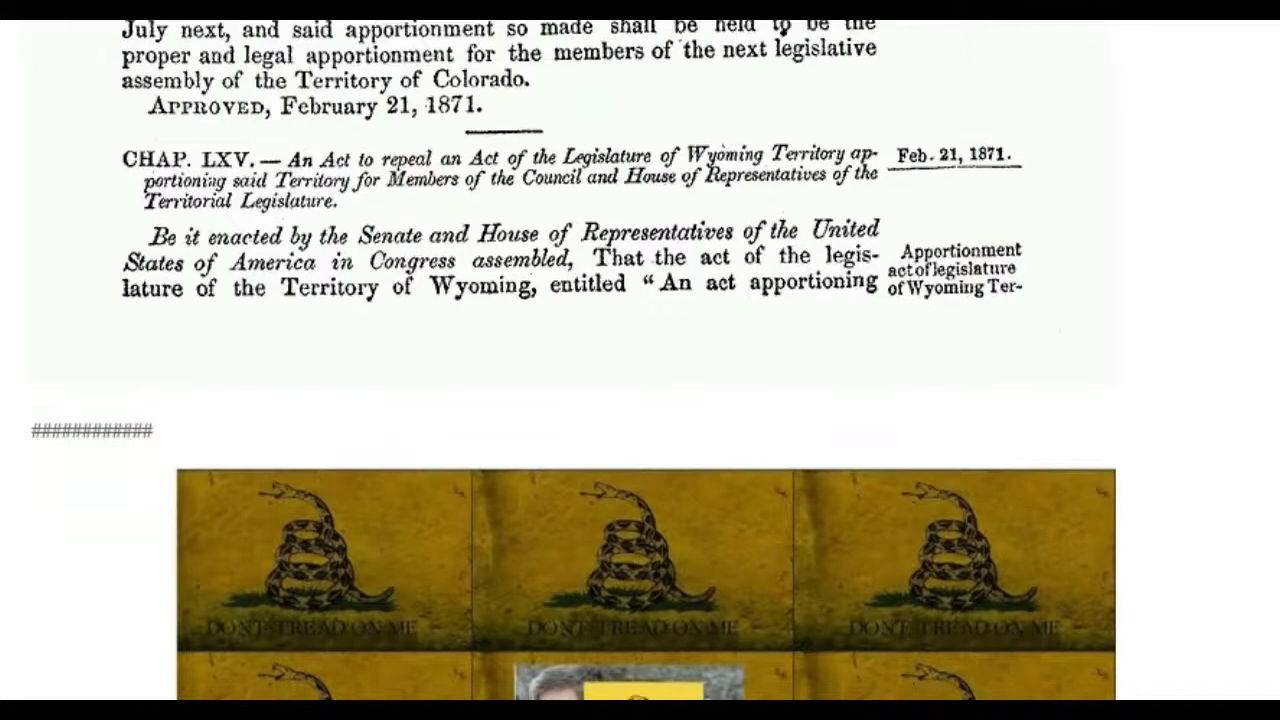 July next, and said apportionment so made shall be held to be the
proper and legal apportionment for the members of the next legislative
assembly of the Territory of Colorado.
APPROVED, February 21, 1871.
CHAP. LXV. — An Act to repeal an Act of the Legislature of Wyoming Territory ap-
portioning said Territory for Members of the Council and House of Representatives of the
Territorial Legislature.
Feb. 21, 1871.
Be it enacted by the Senate and House of Representatives of the United
States of America in Congress assembled, That the act of the legis-
lature of the Territory of Wyoming, entitled “An act apportioning
Apportionment
act of legislature
of Wyoming Ter-
############
DONT TREAD ON ME
DONT TREAD ON ME
DONT TREAD ON ME